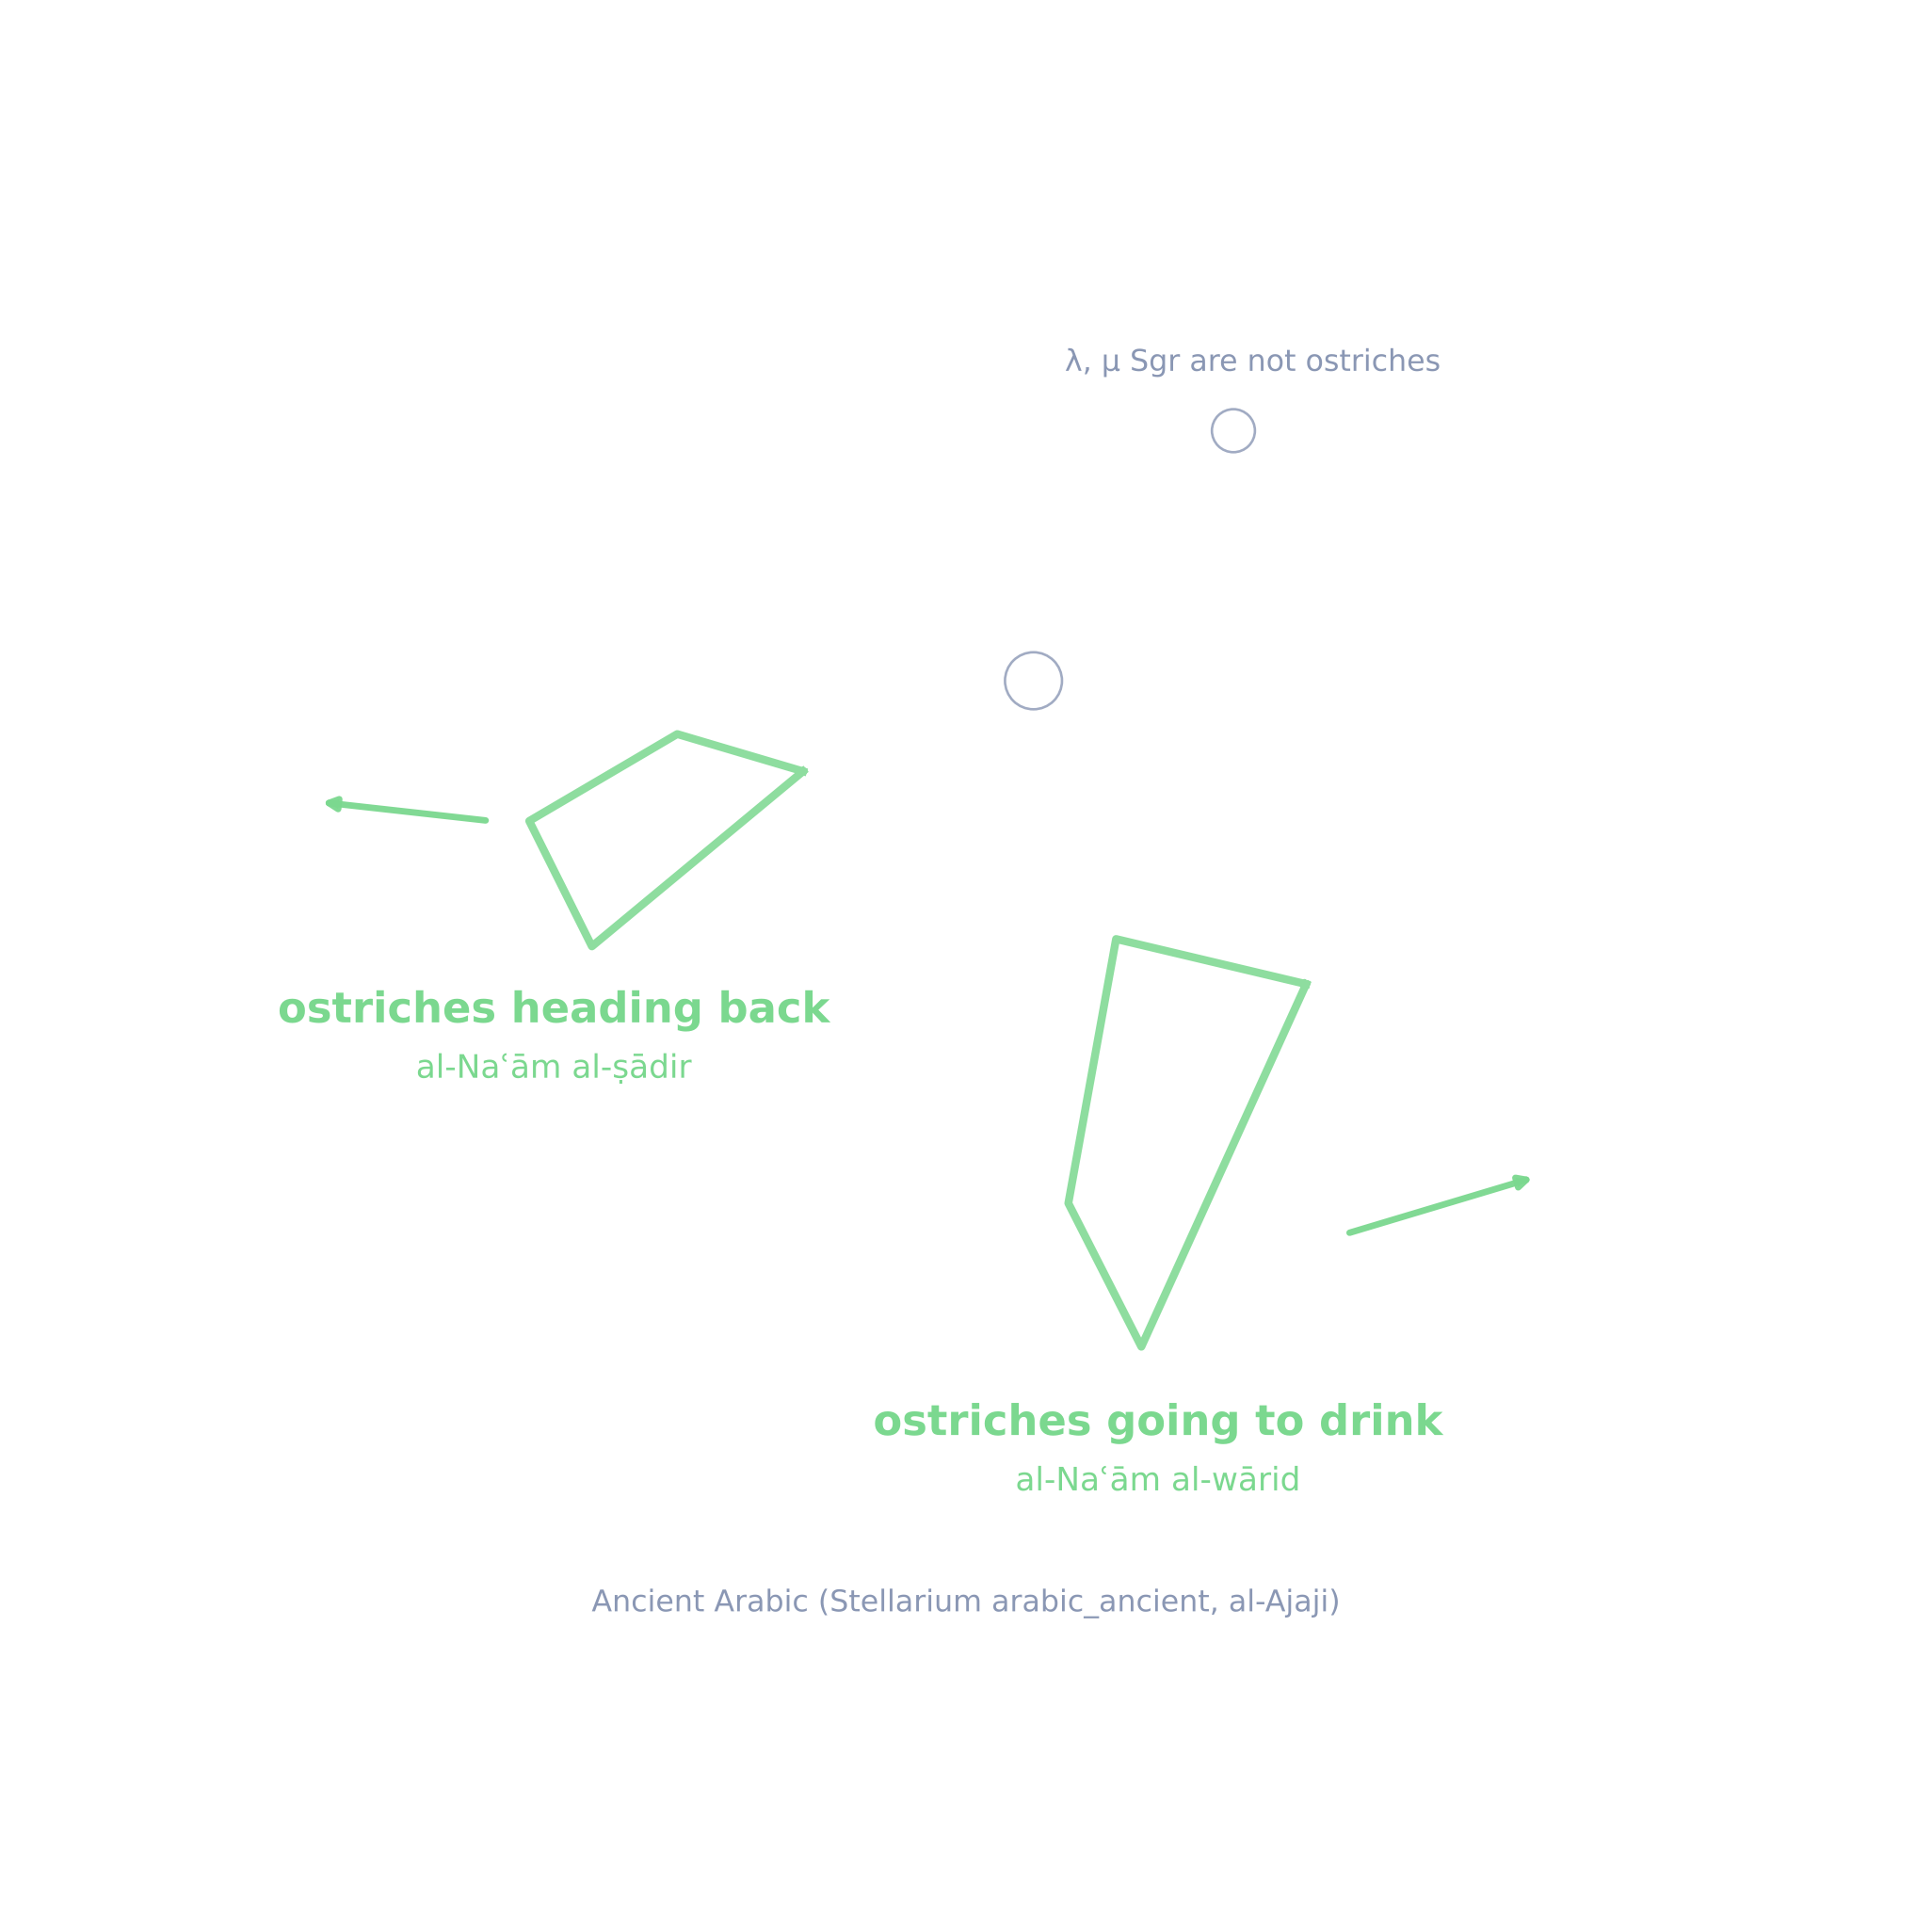 λ, μ Sgr are not ostriches
ostriches heading back
al-Naʿām al-ṣādir
ostriches going to drink
al-Naʿām al-wārid
Ancient Arabic (Stellarium arabic_ancient, al-Ajaji)